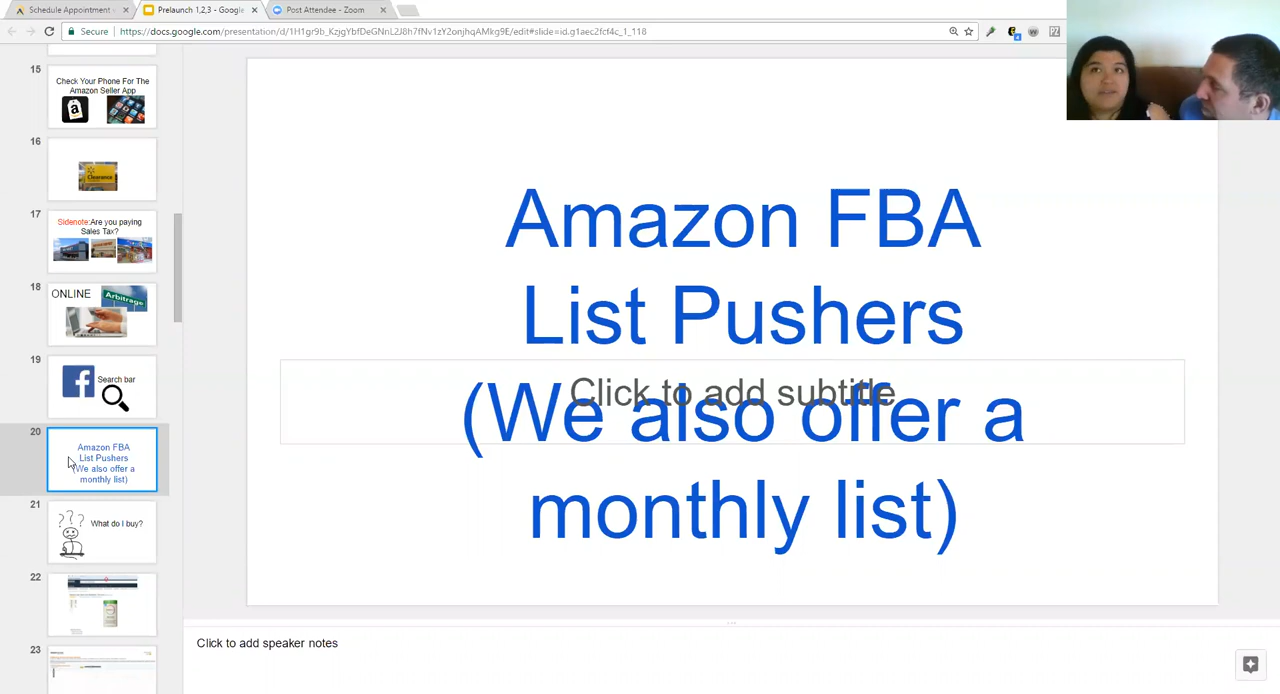 Schedule Appointment -
Prelaunch 1,2,3 - Google
Post Attendee - Zoom
Secure
https://docs.google.com/presentation/d/1H1gr9b_KzjgYbfDeGNnL2J8h7fNv1zY2onjhqAMkg9E/edit#slide=id.g1aec2fcf4c_1_118
15
Check Your Phone For The
Amazon Seller App
16
Clearance
17
Sidenote:Are you paying
Sales Tax?
18
ONLINE
Arbitrage
19
Search bar
20
Amazon FBA
List Pushers
(We also offer a
monthly list)
21
? ? ?
What do I buy?
22
23
Amazon FBA
List Pushers
(We also offer a
monthly list)
Click to add subtitle
Click to add speaker notes